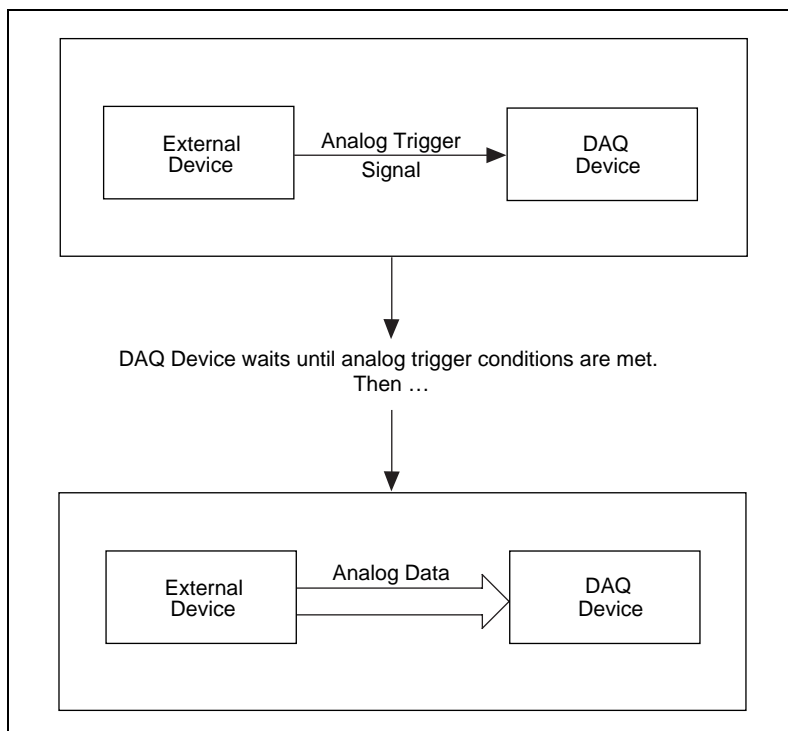 External
Device
Analog Trigger
Signal
DAQ
Device
DAQ Device waits until analog trigger conditions are met.
Then …
External
Device
Analog Data
DAQ
Device